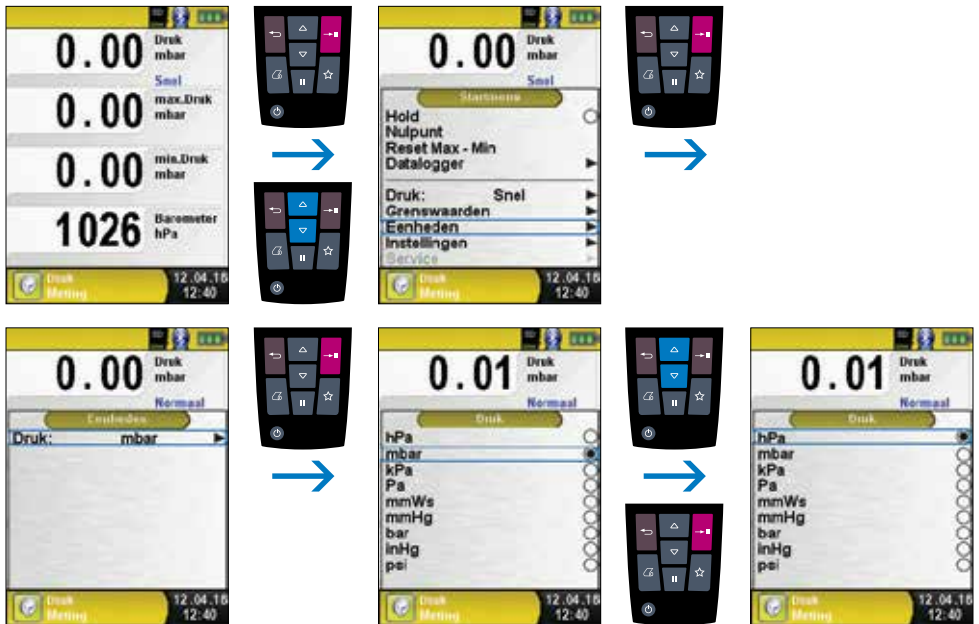 0.00 Druk
mbar
Snel
0.00 max.Druk
mbar
0.00 min.Druk
mbar
1026 Barometer
hPa
Druk
Meting
12.04.16
12:40
0.00 Druk
mbar
Snel
Startmenu
Hold
Nulpunt
Reset Max - Min
Datalogger
Druk: Snel
Grenswaarden
Eenheden
Instellingen
Service
Druk
Meting
12.04.16
12:40
0.00 Druk
mbar
Normaal
Eenheden
Druk: mbar
Druk
Meting
12.04.16
12:40
0.01 Druk
mbar
Normaal
Druk
hPa
mbar
kPa
Pa
mmWs
mmHg
bar
inHg
psi
Druk
Meting
12.04.16
12:40
0.01 Druk
mbar
Normaal
Druk
hPa
mbar
kPa
Pa
mmWs
mmHg
bar
inHg
psi
Druk
Meting
12.04.16
12:40